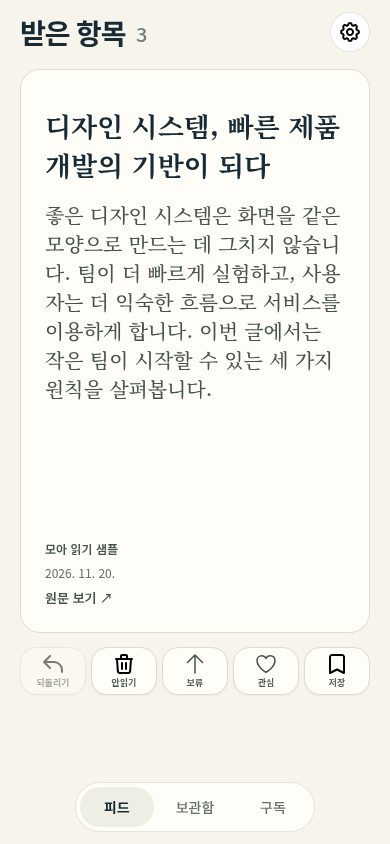 받은 항목 3
디자인 시스템, 빠른 제품
개발의 기반이 되다
좋은 디자인 시스템은 화면을 같은
모양으로 만드는 데 그치지 않습니
다. 팀이 더 빠르게 실험하고, 사용
자는 더 익숙한 흐름으로 서비스를
이용하게 합니다. 이번 글에서는
작은 팀이 시작할 수 있는 세 가지
원칙을 살펴봅니다.
모아 읽기 샘플
2026. 11. 20.
원문 보기 ↗
되돌리기 안읽기 보류 관심 저장
피드 보관함 구독